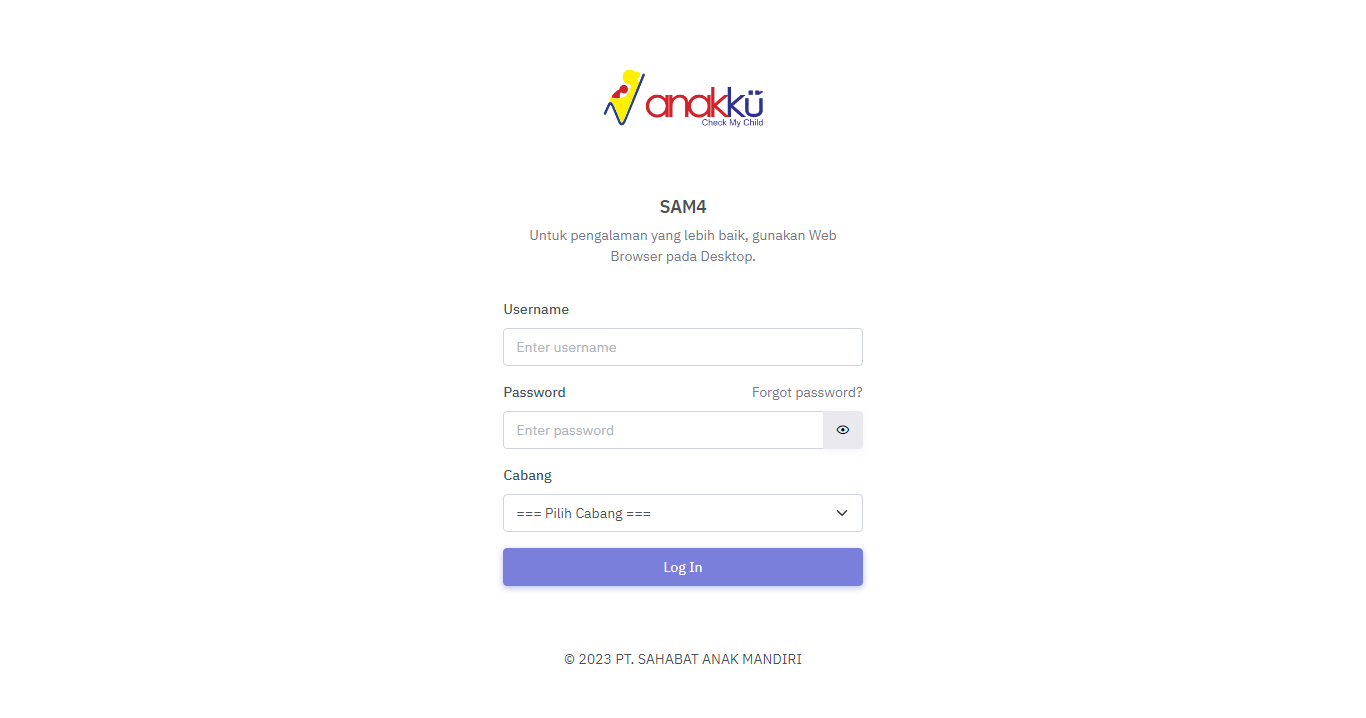 anakkü
Check My Child
SAM4
Untuk pengalaman yang lebih baik, gunakan Web
Browser pada Desktop.
Username
Enter username
Password
Forgot password?
Enter password
Cabang
=== Pilih Cabang ===
Log In
© 2023 PT. SAHABAT ANAK MANDIRI